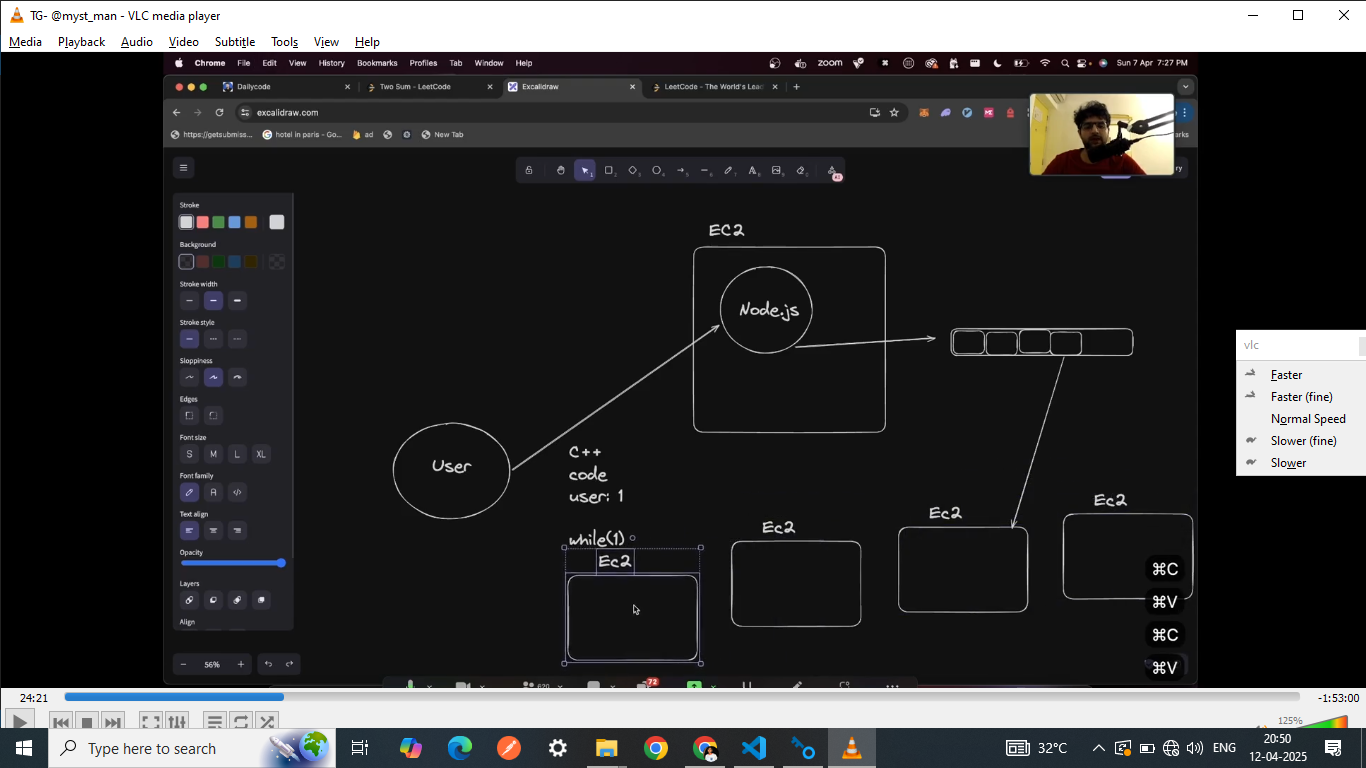 TG- @myst_man - VLC media player
Media Playback Audio Video Subtitle Tools View Help
Chrome File Edit View History Bookmarks Profiles Tab Window Help
zoom
Sun 7 Apr 7:27 PM
Dailycode
Two Sum - LeetCode
Excalidraw
LeetCode - The World's Lead
excalidraw.com
https://getsubmiss...
hotel in paris - Go...
ad
New Tab
Stroke
Background
Stroke width
Stroke style
Sloppiness
Edges
Font size
S M L XL
Font family
A
Text align
Opacity
Layers
Align
56%
EC2
Node.js
User
C++
code
user: 1
while(1)
Ec2
Ec2
Ec2
Ec2
⌘C
⌘V
⌘C
⌘V
72
vlc
Faster
Faster (fine)
Normal Speed
Slower (fine)
Slower
24:21
-1:53:00
125%
Type here to search
32°C
ENG
20:50
12-04-2025